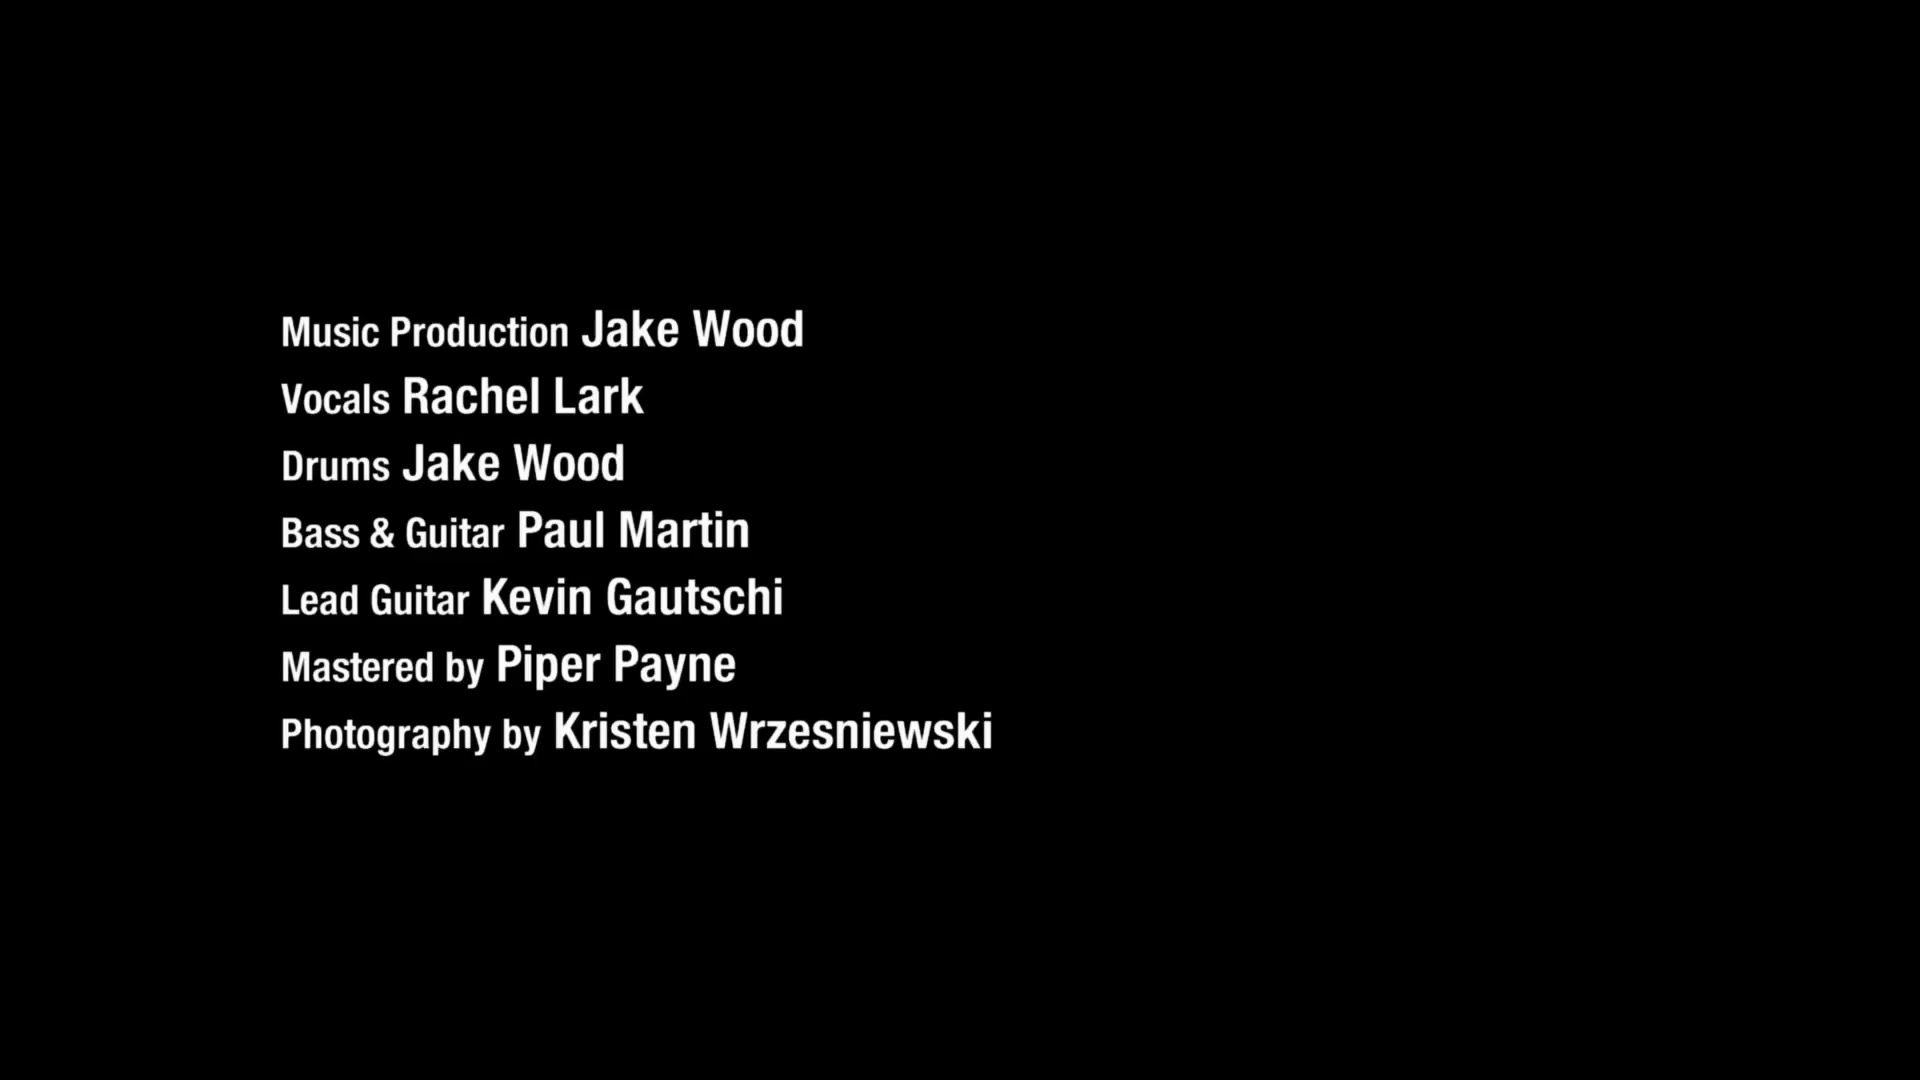 Music Production Jake Wood
Vocals Rachel Lark
Drums Jake Wood
Bass & Guitar Paul Martin
Lead Guitar Kevin Gautschi
Mastered by Piper Payne
Photography by Kristen Wrzesniewski